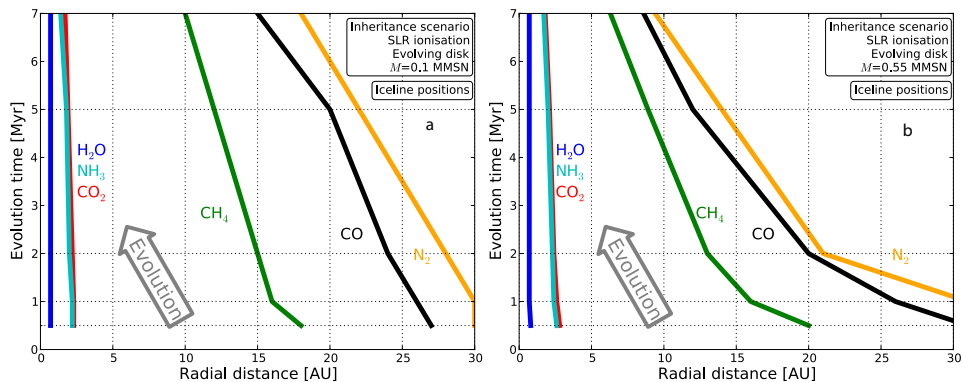 Inheritance scenario
SLR ionisation
Evolving disk
M=0.1 MMSN
Iceline positions
a
H₂O
NH₃
CO₂
CH₄
CO
N₂
Evolution
Evolution time [Myr]
7
6
5
4
3
2
1
0
0
5
10
15
20
25
30
Radial distance [AU]
Inheritance scenario
SLR ionisation
Evolving disk
M=0.55 MMSN
Iceline positions
b
H₂O
NH₃
CO₂
CH₄
CO
N₂
Evolution
Evolution time [Myr]
7
6
5
4
3
2
1
0
0
5
10
15
20
25
30
Radial distance [AU]